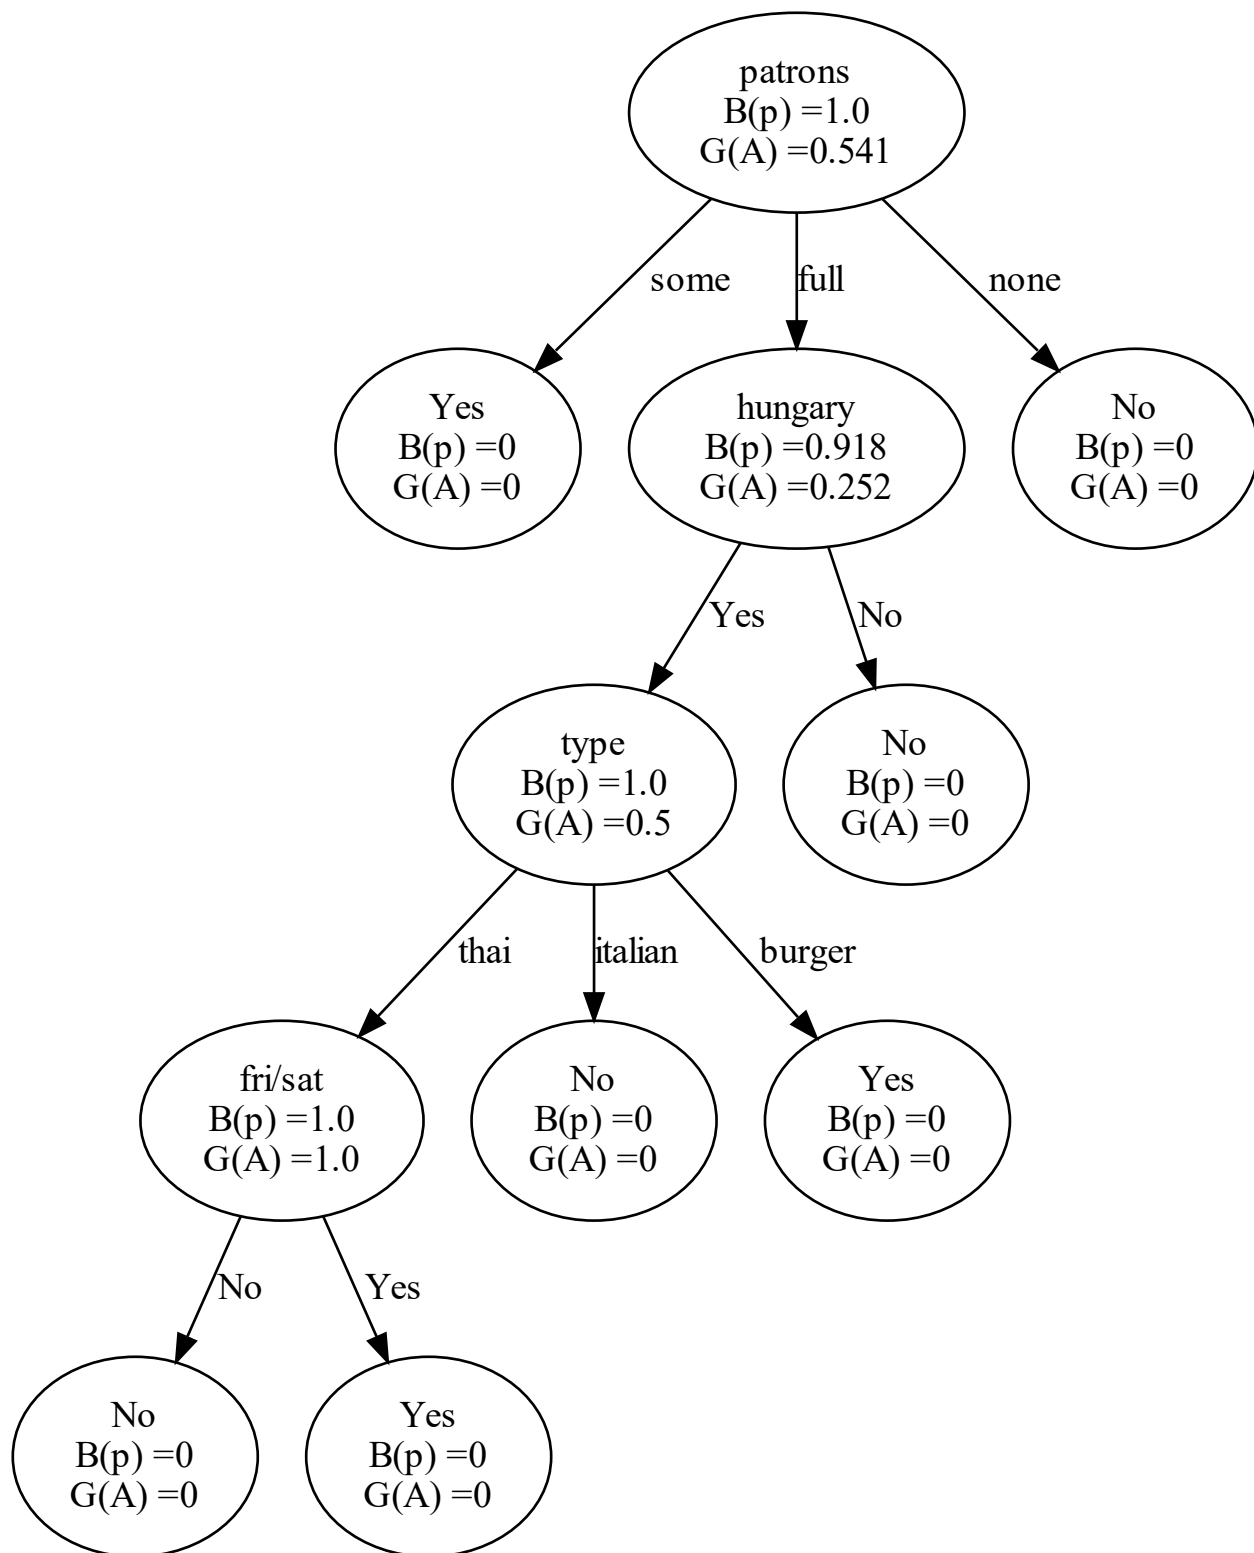 patrons
B(p) =1.0
G(A) =0.541
some
full
none
Yes
B(p) =0
G(A) =0
hungary
B(p) =0.918
G(A) =0.252
No
B(p) =0
G(A) =0
Yes
No
type
B(p) =1.0
G(A) =0.5
No
B(p) =0
G(A) =0
thai
italian
burger
fri/sat
B(p) =1.0
G(A) =1.0
No
B(p) =0
G(A) =0
Yes
B(p) =0
G(A) =0
No
Yes
No
B(p) =0
G(A) =0
Yes
B(p) =0
G(A) =0